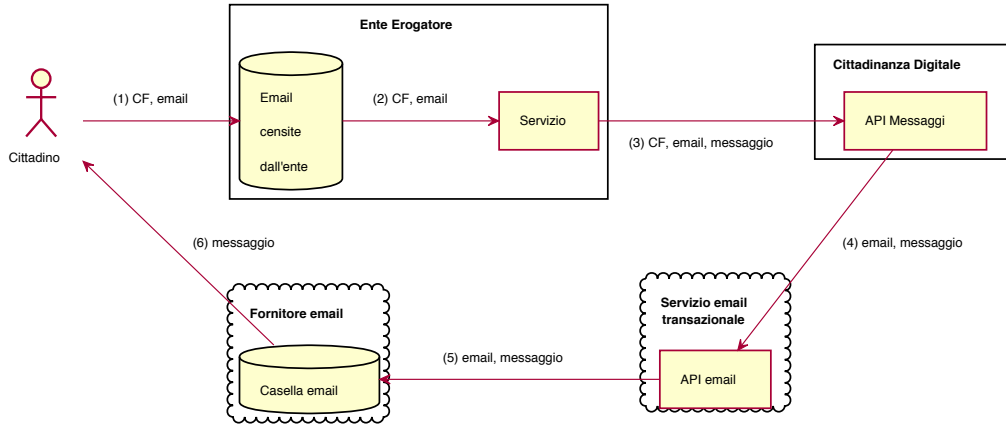 Ente Erogatore
Cittadinanza Digitale
(1) CF, email
Email
censite
dall'ente
(2) CF, email
Servizio
(3) CF, email, messaggio
API Messaggi
Cittadino
(6) messaggio
(4) email, messaggio
Fornitore email
Casella email
(5) email, messaggio
Servizio email
transazionale
API email